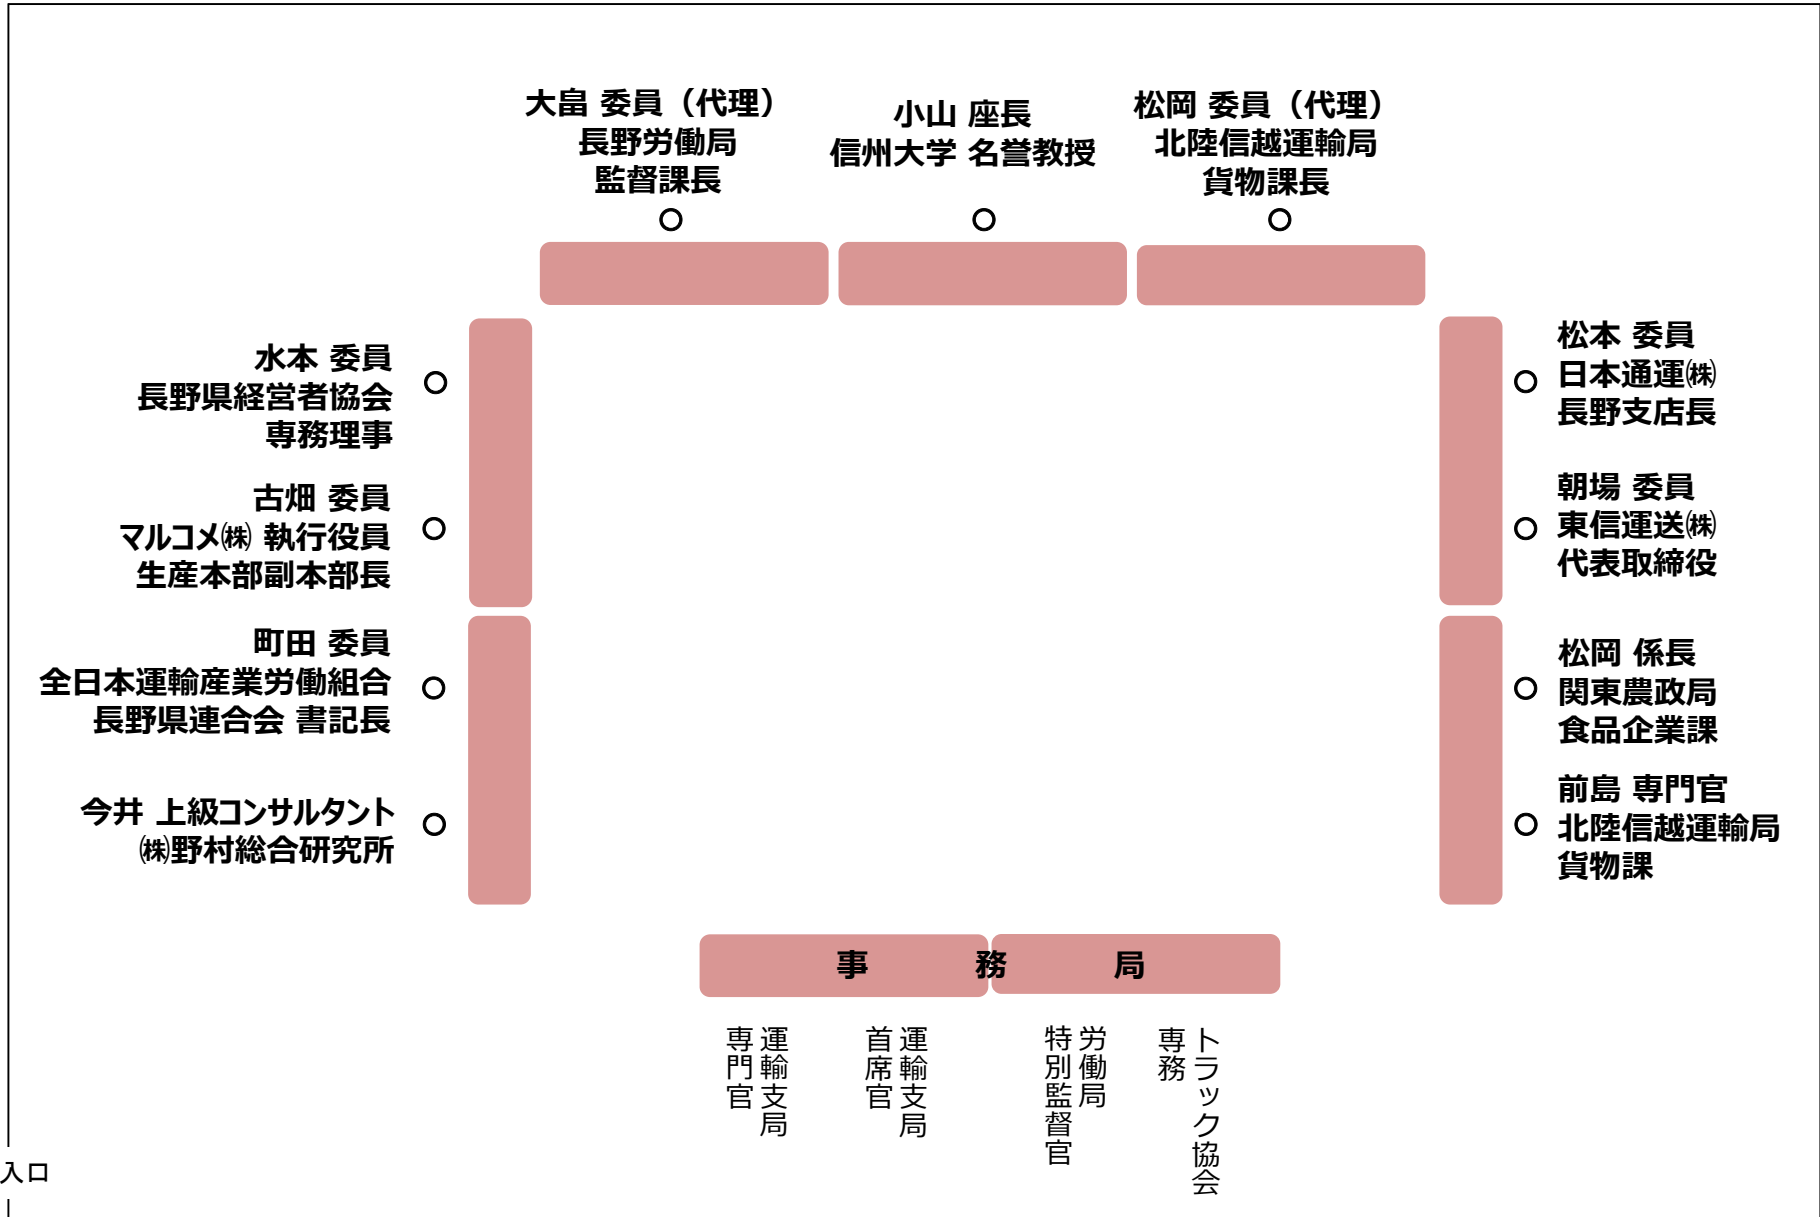 大畠 委員（代理）
長野労働局
監督課長
小山 座長
信州大学 名誉教授
松岡 委員（代理）
北陸信越運輸局
貨物課長
水本 委員
長野県経営者協会
専務理事
古畑 委員
マルコメ㈱ 執行役員
生産本部副本部長
町田 委員
全日本運輸産業労働組合
長野県連合会 書記長
今井 上級コンサルタント
㈱野村総合研究所
松本 委員
日本通運㈱
長野支店長
朝場 委員
東信運送㈱
代表取締役
松岡 係長
関東農政局
食品企業課
前島 専門官
北陸信越運輸局
貨物課
事　務　局
運輸支局
専門官
運輸支局
首席官
労働局
特別監督官
トラック協会
専務
入口